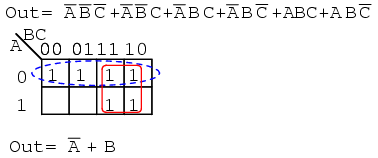 Out= A̅B̅C̅+A̅B̅C+A̅BC+A̅BC̅+ABC+ABC̅
BC
A 00 01 11 10
0 1 1 1 1
1 1 1
Out= A̅ + B